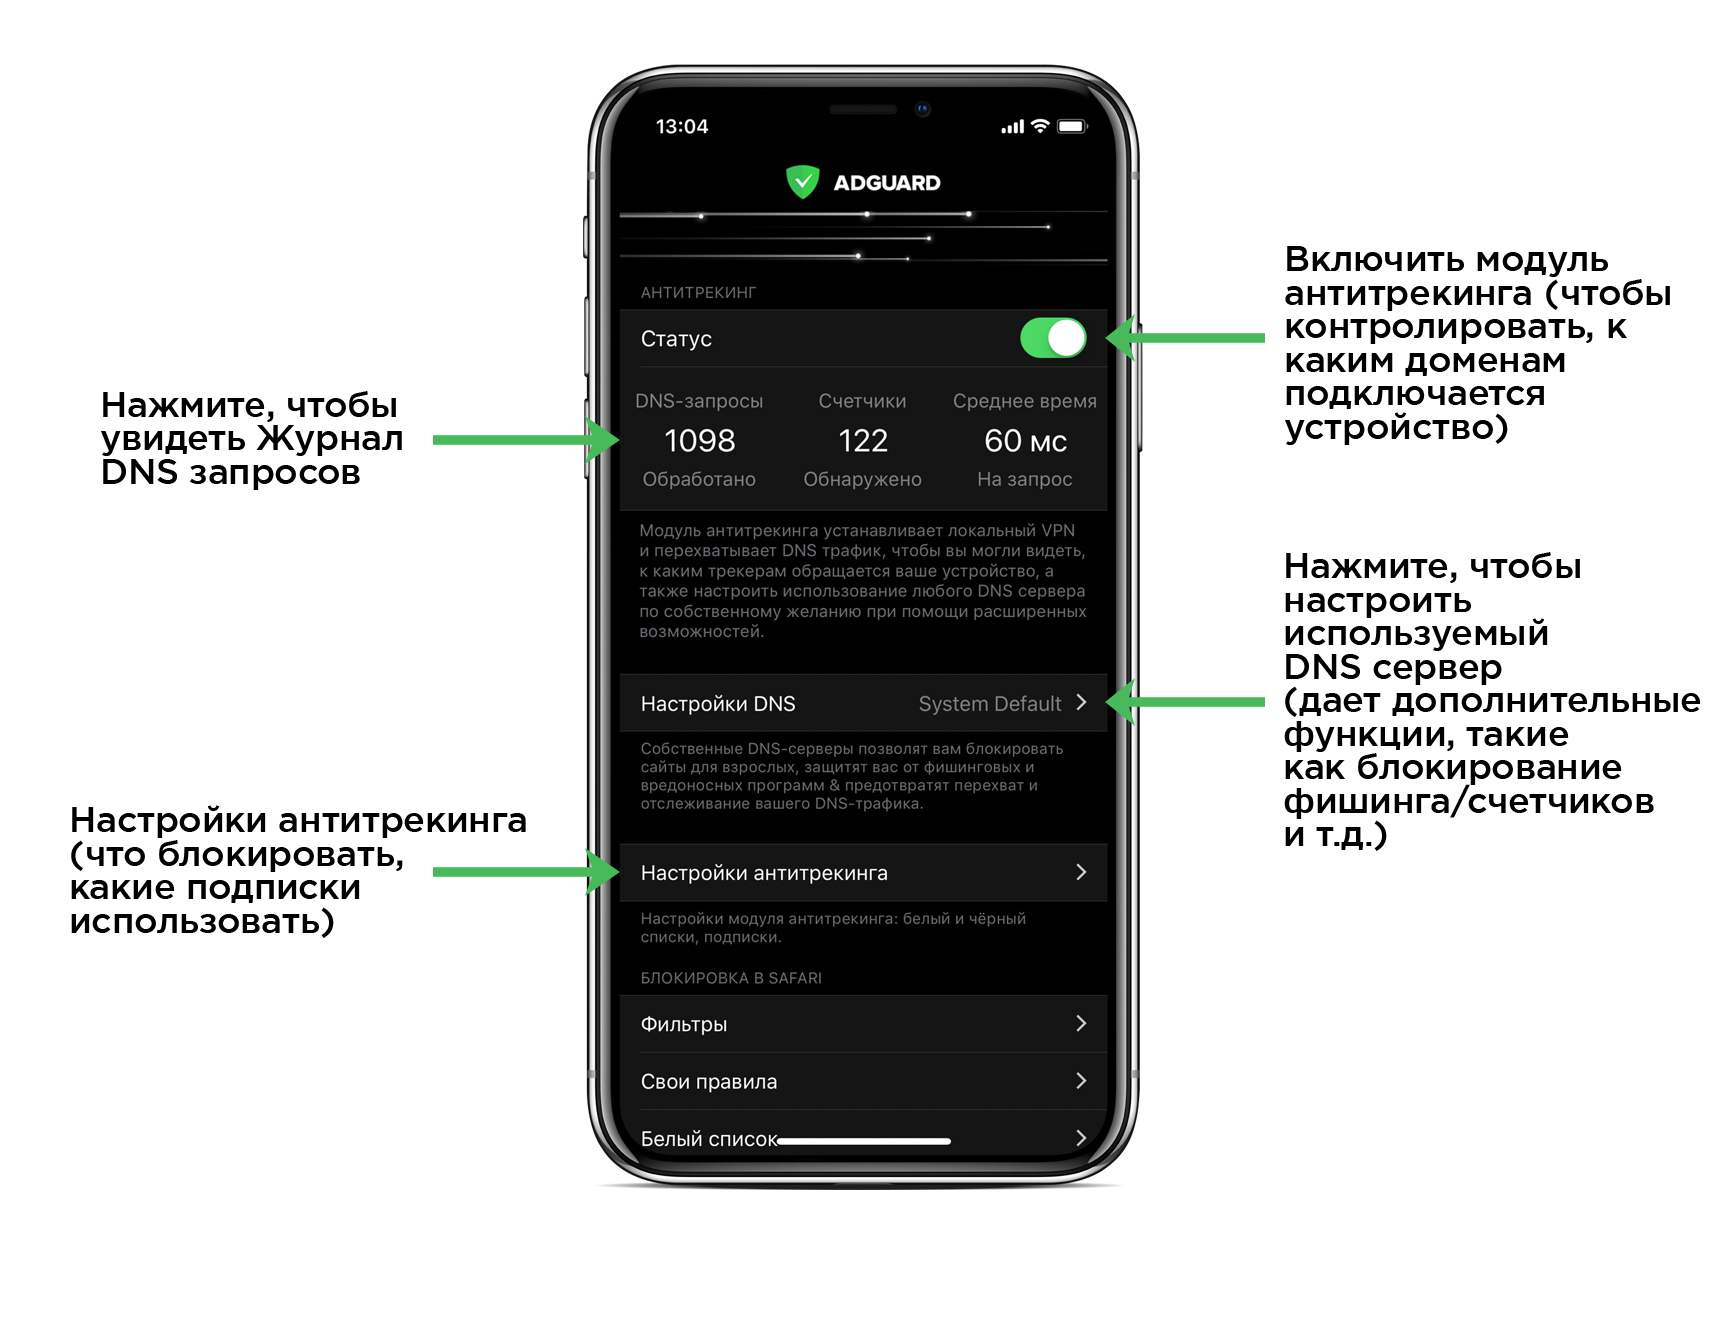 13:04
ADGUARD
АНТИТРЕКИНГ
Статус
DNS-запросы Счетчики Среднее время
1098 122 60 мс
Обработано Обнаружено На запрос
Модуль антитрекинга устанавливает локальный VPN
и перехватывает DNS трафик, чтобы вы могли видеть,
к каким трекерам обращается ваше устройство, а
также настроить использование любого DNS сервера
по собственному желанию при помощи расширенных
возможностей.
Настройки DNS System Default
Собственные DNS-серверы позволят вам блокировать
сайты для взрослых, защитят вас от фишинговых и
вредоносных программ & предотвратят перехват и
отслеживание вашего DNS-трафика.
Настройки антитрекинга
Настройки модуля антитрекинга: белый и чёрный
списки, подписки.
БЛОКИРОВКА В SAFARI
Фильтры
Свои правила
Белый список
Нажмите, чтобы
увидеть Журнал
DNS запросов
Настройки антитрекинга
(что блокировать,
какие подписки
использовать)
Включить модуль
антитрекинга (чтобы
контролировать, к
каким доменам
подключается
устройство)
Нажмите, чтобы
настроить
используемый
DNS сервер
(дает дополнительные
функции, такие
как блокирование
фишинга/счетчиков
и т.д.)